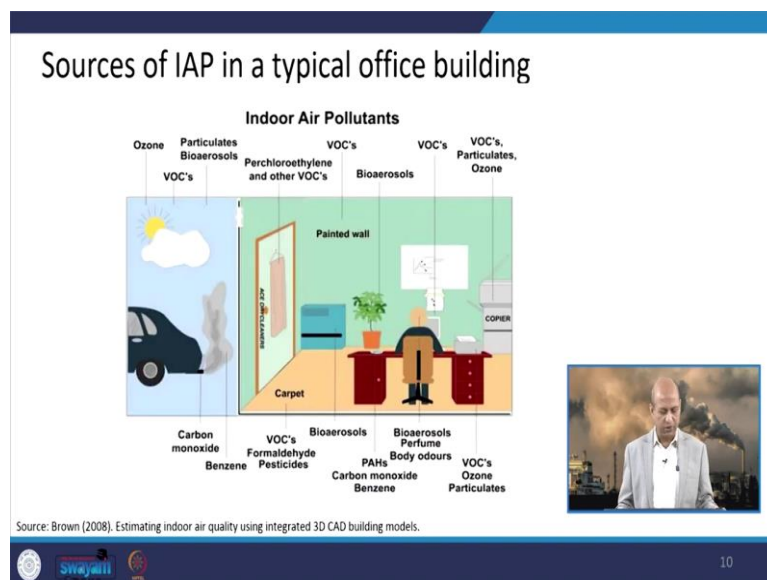 Sources of IAP in a typical office building
Indoor Air Pollutants
Ozone
Particulates
Bioaerosols
VOC's
Perchloroethylene
and other VOC's
VOC's
Bioaerosols
VOC's
VOC's,
Particulates,
Ozone
Painted wall
COPIER
Carpet
Carbon
monoxide
Benzene
VOC's
Formaldehyde
Pesticides
Bioaerosols
PAHs
Carbon monoxide
Benzene
Bioaerosols
Perfume
Body odours
VOC's
Ozone
Particulates
Source: Brown (2008). Estimating indoor air quality using integrated 3D CAD building models.
swayam
10